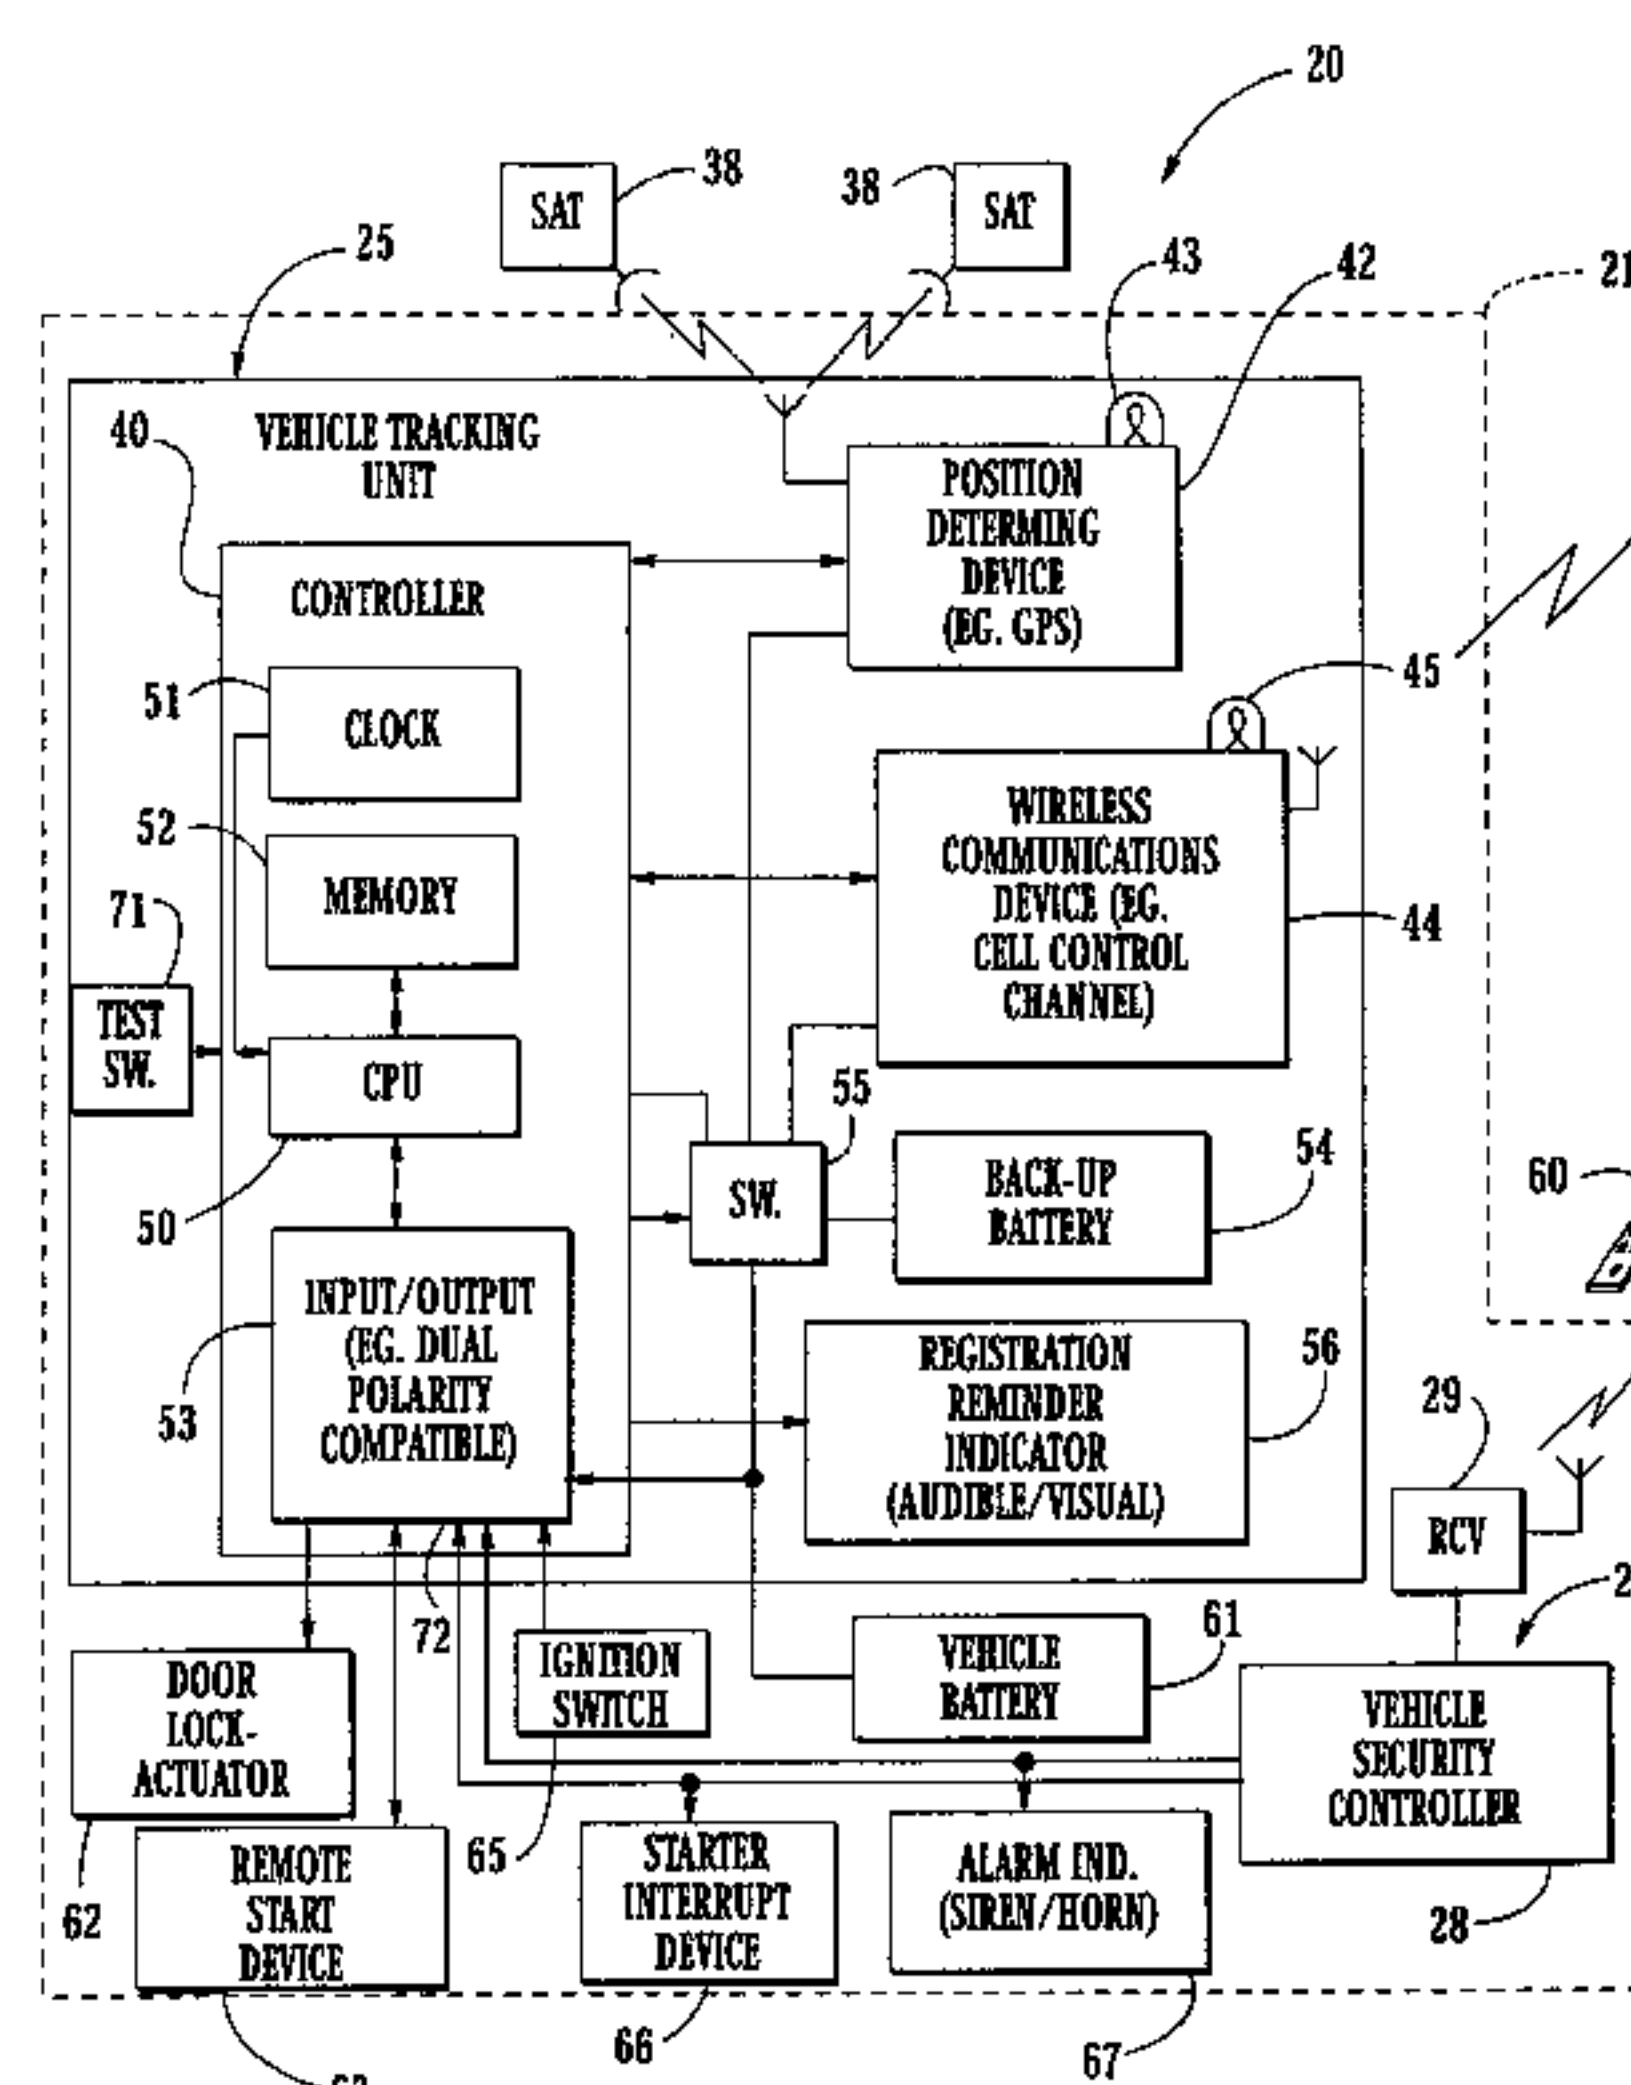 20
SAT
38
38
SAT
25
43
42
40
VEHICLE TRACKING
UNIT
POSITION
DETERMING
DEVICE
(EG. GPS)
CONTROLLER
51
CLOCK
45
52
MEMORY
WIRELESS
COMMUNICATIONS
DEVICE (EG.
CELL CONTROL
CHANNEL)
44
71
TEST
SW.
CPU
50
55
SW.
BACK-UP
BATTERY
54
60
INPUT/OUTPUT
(EG. DUAL
POLARITY
COMPATIBLE)
53
REGISTRATION
REMINDER
INDICATOR
(AUDIBLE/VISUAL)
56
29
RCV
72
DOOR
LOCK-
ACTUATOR
62
IGNITION
SWITCH
65
VEHICLE
BATTERY
61
VEHICLE
SECURITY
CONTROLLER
28
REMOTE
START
DEVICE
STARTER
INTERRUPT
DEVICE
66
ALARM IND.
(SIREN/HORN)
67